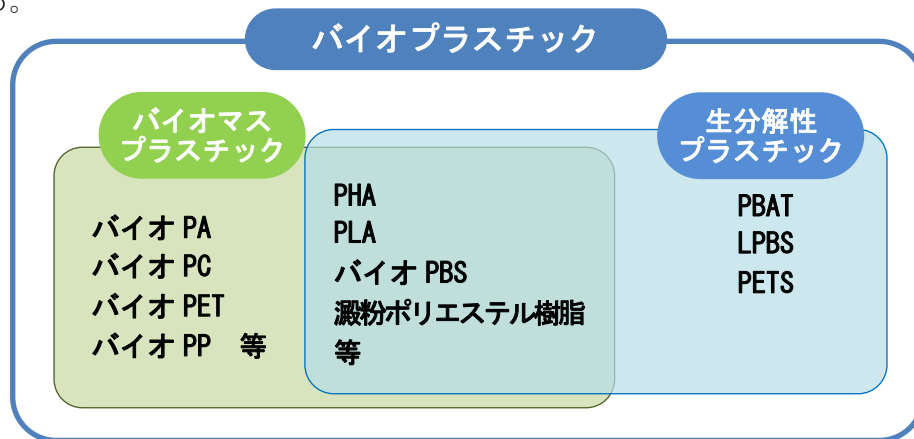 る。
バイオプラスチック
バイオマス
プラスチック
生分解性
プラスチック
バイオ PA
バイオ PC
バイオ PET
バイオ PP 等
PHA
PLA
バイオ PBS
澱粉ポリエステル樹脂
等
PBAT
LPBS
PETS